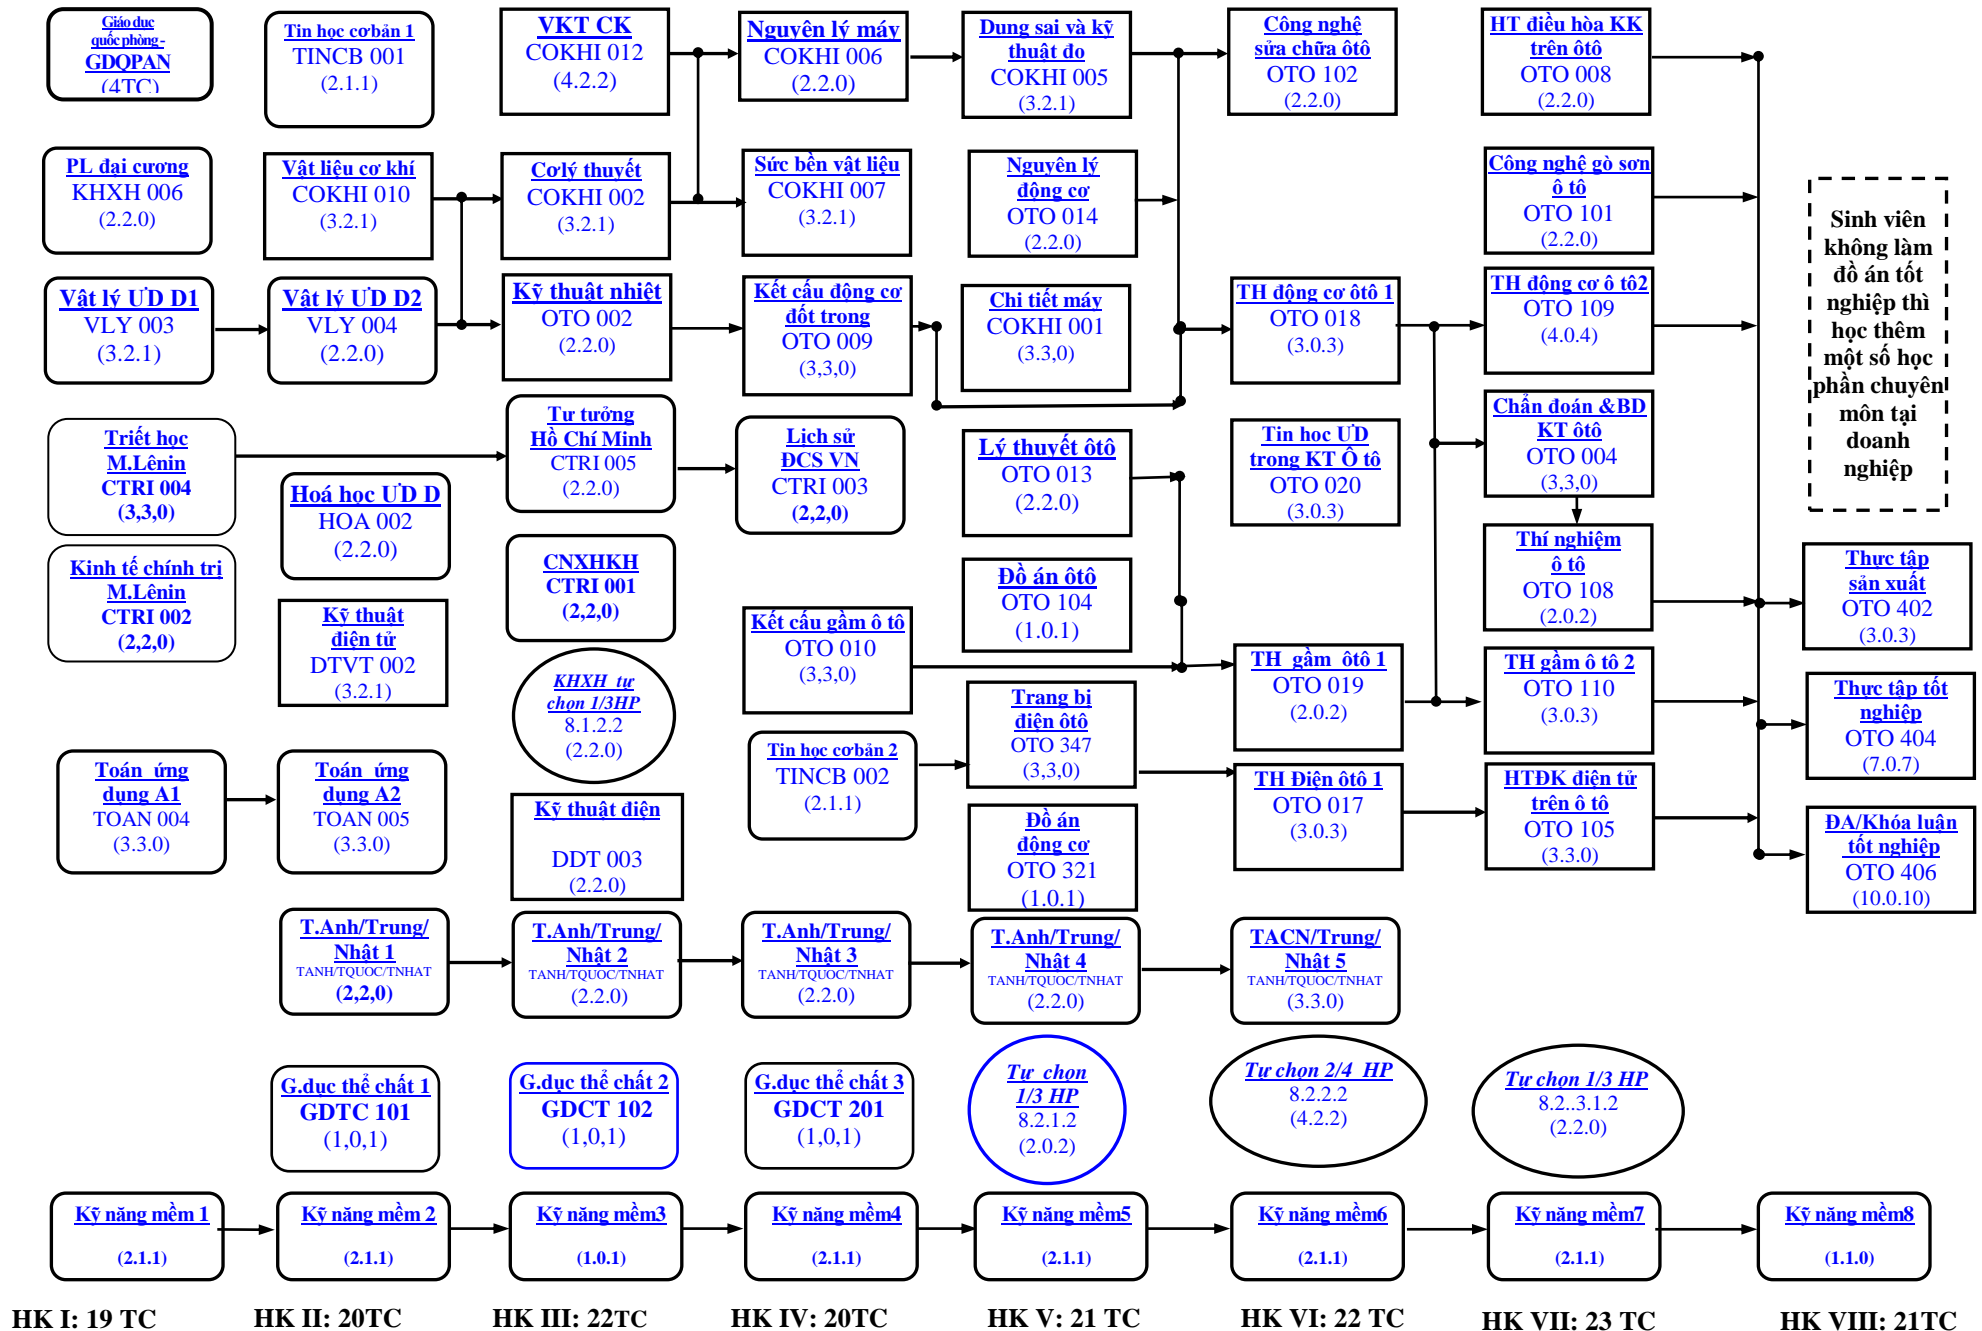 Giáo dục
quốc phòng -
GDQPAN
(4TC)
Tin học cơ bản 1
TINCB 001
(2.1.1)
VKT CK
COKHI 012
(4.2.2)
Nguyên lý máy
COKHI 006
(2.2.0)
Dung sai và kỹ
thuật đo
COKHI 005
(3.2.1)
Công nghệ
sửa chữa ôtô
OTO 102
(2.2.0)
HT điều hòa KK
trên ôtô
OTO 008
(2.2.0)
PL đại cương
KHXH 006
(2.2.0)
Vật liệu cơ khí
COKHI 010
(3.2.1)
Cơ lý thuyết
COKHI 002
(3.2.1)
Sức bền vật liệu
COKHI 007
(3.2.1)
Nguyên lý
động cơ
OTO 014
(2.2.0)
Công nghệ gò sơn
ô tô
OTO 101
(2.2.0)
Sinh viên
không làm
đồ án tốt
nghiệp thì
học thêm
một số học
phần chuyên
môn tại
doanh
nghiệp
Vật lý ƯD D1
VLY 003
(3.2.1)
Vật lý ƯD D2
VLY 004
(2.2.0)
Kỹ thuật nhiệt
OTO 002
(2.2.0)
Kết cấu động cơ
đốt trong
OTO 009
(3,3,0)
Chi tiết máy
COKHI 001
(3.3,0)
TH động cơ ôtô 1
OTO 018
(3.0.3)
TH động cơ ô tô2
OTO 109
(4.0.4)
Triết học
M.Lênin
CTRI 004
(3,3,0)
Tư tưởng
Hồ Chí Minh
CTRI 005
(2.2.0)
Lịch sử
ĐCS VN
CTRI 003
(2,2,0)
Lý thuyết ôtô
OTO 013
(2.2.0)
Tin học ƯD
trong KT Ô tô
OTO 020
(3.0.3)
Chẩn đoán &BD
KT ôtô
OTO 004
(3,3,0)
Hoá học ƯD D
HOA 002
(2.2.0)
Kinh tế chính trị
M.Lênin
CTRI 002
(2,2,0)
CNXHKH
CTRI 001
(2,2,0)
Đồ án ôtô
OTO 104
(1.0.1)
Thí nghiệm
ô tô
OTO 108
(2.0.2)
Thực tập
sản xuất
OTO 402
(3.0.3)
Kỹ thuật
điện tử
DTVT 002
(3.2.1)
KHXH tự
chọn 1/3HP
8.1.2.2
(2.2.0)
Kết cấu gầm ô tô
OTO 010
(3,3,0)
Trang bị
điện ôtô
OTO 347
(3,3,0)
TH gầm ôtô 1
OTO 019
(2.0.2)
TH gầm ô tô 2
OTO 110
(3.0.3)
Thực tập tốt
nghiệp
OTO 404
(7.0.7)
Toán ứng
dụng A1
TOAN 004
(3.3.0)
Toán ứng
dụng A2
TOAN 005
(3.3.0)
Kỹ thuật điện
DDT 003
(2.2.0)
Tin học cơ bản 2
TINCB 002
(2.1.1)
Đồ án
động cơ
OTO 321
(1.0.1)
TH Điện ôtô 1
OTO 017
(3.0.3)
HTĐK điện tử
trên ô tô
OTO 105
(3.3.0)
ĐA/Khóa luận
tốt nghiệp
OTO 406
(10.0.10)
T.Anh/Trung/
Nhật 1
TANH/TQUOC/TNHAT
(2,2,0)
T.Anh/Trung/
Nhật 2
TANH/TQUOC/TNHAT
(2.2.0)
T.Anh/Trung/
Nhật 3
TANH/TQUOC/TNHAT
(2.2.0)
T.Anh/Trung/
Nhật 4
TANH/TQUOC/TNHAT
(2.2.0)
TACN/Trung/
Nhật 5
TANH/TQUOC/TNHAT
(3.3.0)
G.dục thể chất 1
GDTC 101
(1,0,1)
G.dục thể chất 2
GDCT 102
(1,0,1)
G.dục thể chất 3
GDCT 201
(1,0,1)
Tự chọn
1/3 HP
8.2.1.2
(2.0.2)
Tự chọn 2/4 HP
8.2.2.2
(4.2.2)
Tự chọn 1/3 HP
8.2..3.1.2
(2.2.0)
Kỹ năng mềm 1
(2.1.1)
Kỹ năng mềm 2
(2.1.1)
Kỹ năng mềm3
(1.0.1)
Kỹ năng mềm4
(2.1.1)
Kỹ năng mềm5
(2.1.1)
Kỹ năng mềm6
(2.1.1)
Kỹ năng mềm7
(2.1.1)
Kỹ năng mềm8
(1.1.0)
HK I: 19 TC
HK II: 20TC
HK III: 22TC
HK IV: 20TC
HK V: 21 TC
HK VI: 22 TC
HK VII: 23 TC
HK VIII: 21TC